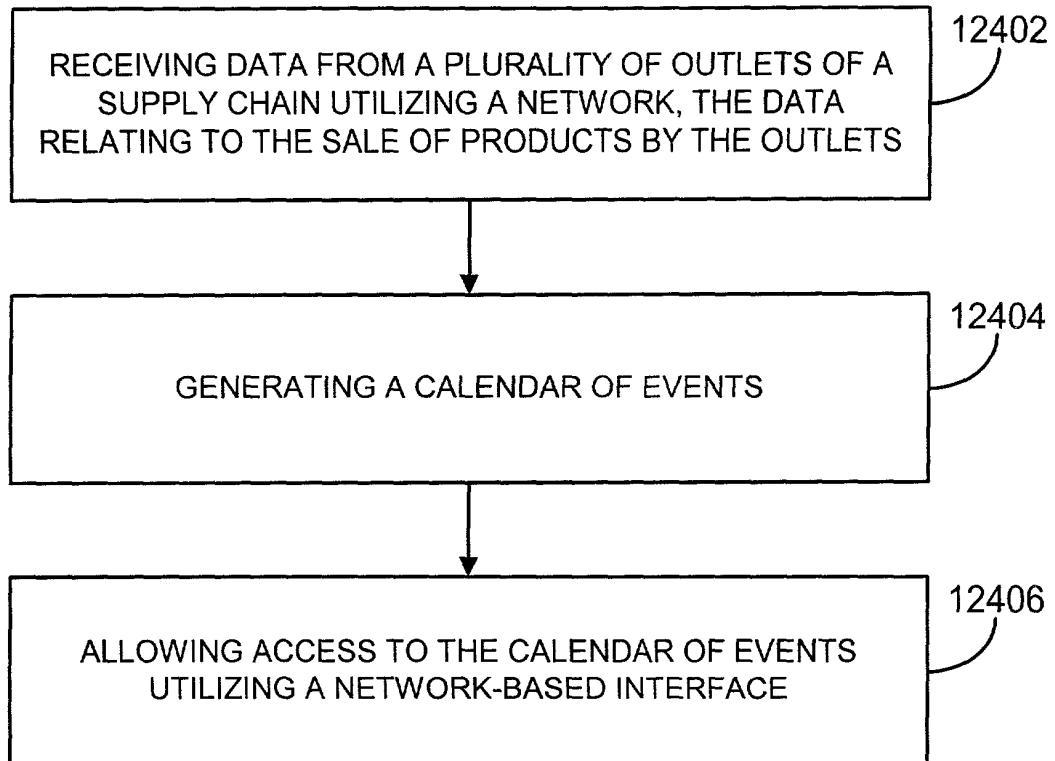 12402
RECEIVING DATA FROM A PLURALITY OF OUTLETS OF A
SUPPLY CHAIN UTILIZING A NETWORK, THE DATA
RELATING TO THE SALE OF PRODUCTS BY THE OUTLETS
12404
GENERATING A CALENDAR OF EVENTS
12406
ALLOWING ACCESS TO THE CALENDAR OF EVENTS
UTILIZING A NETWORK-BASED INTERFACE